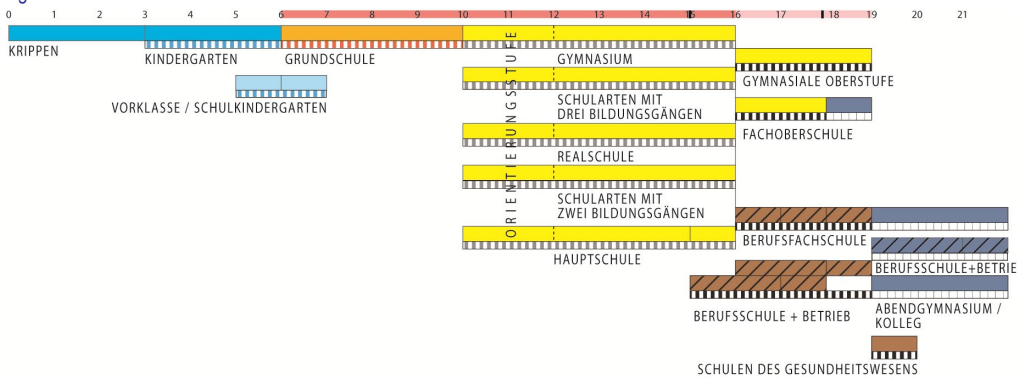 0 1 2 3 4 5 6 7 8 9 10 11 12 13 14 15 16 17 18 19 20 21
KRIPPEN
KINDERGARTEN
GRUNDSCHULE
GYMNASIUM
GYMNASIALE OBERSTUFE
VORKLASSE / SCHULKINDERGARTEN
ORIENTIERUNGSSTUFE
SCHULARTEN MIT
DREI BILDUNGSGÄNGEN
FACHOBERSCHULE
REALSCHULE
SCHULARTEN MIT
ZWEI BILDUNGSGÄNGEN
BERUFSFACHSCHULE
HAUPTSCHULE
BERUFSSCHULE+BETRIE
BERUFSSCHULE + BETRIEB
ABENDGYMNASIUM /
KOLLEG
SCHULEN DES GESUNDHEITSWESENS